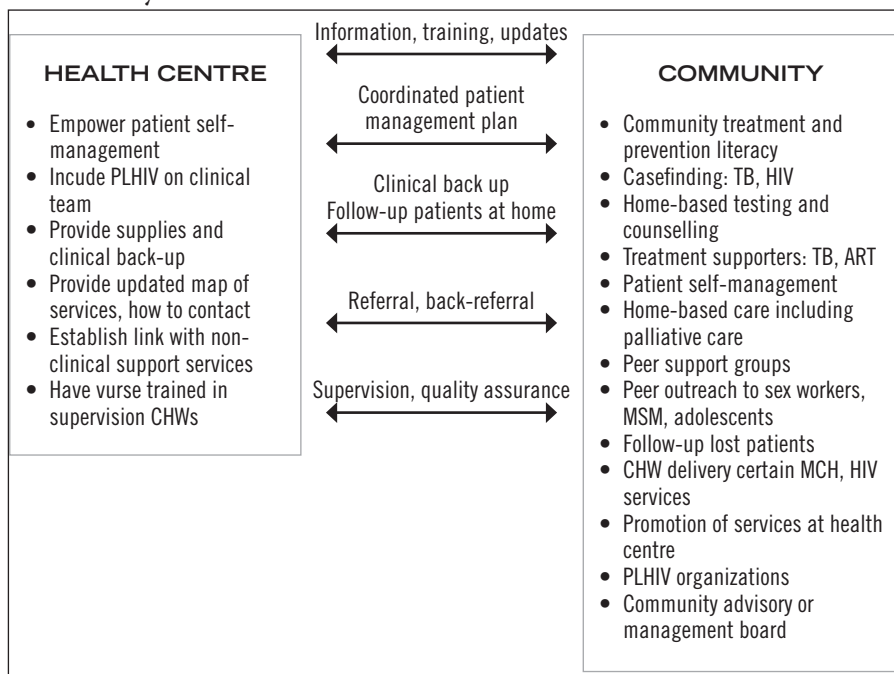 HEALTH CENTRE
• Empower patient self-
management
• Incude PLHIV on clinical
team
• Provide supplies and
clinical back-up
• Provide updated map of
services, how to contact
• Establish link with non-
clinical support services
• Have vurse trained in
supervision CHWs
Information, training, updates
Coordinated patient
management plan
Clinical back up
Follow-up patients at home
Referral, back-referral
Supervision, quality assurance
COMMUNITY
• Community treatment and
prevention literacy
• Casefinding: TB, HIV
• Home-based testing and
counselling
• Treatment supporters: TB, ART
• Patient self-management
• Home-based care including
palliative care
• Peer support groups
• Peer outreach to sex workers,
MSM, adolescents
• Follow-up lost patients
• CHW delivery certain MCH, HIV
services
• Promotion of services at health
centre
• PLHIV organizations
• Community advisory or
management board